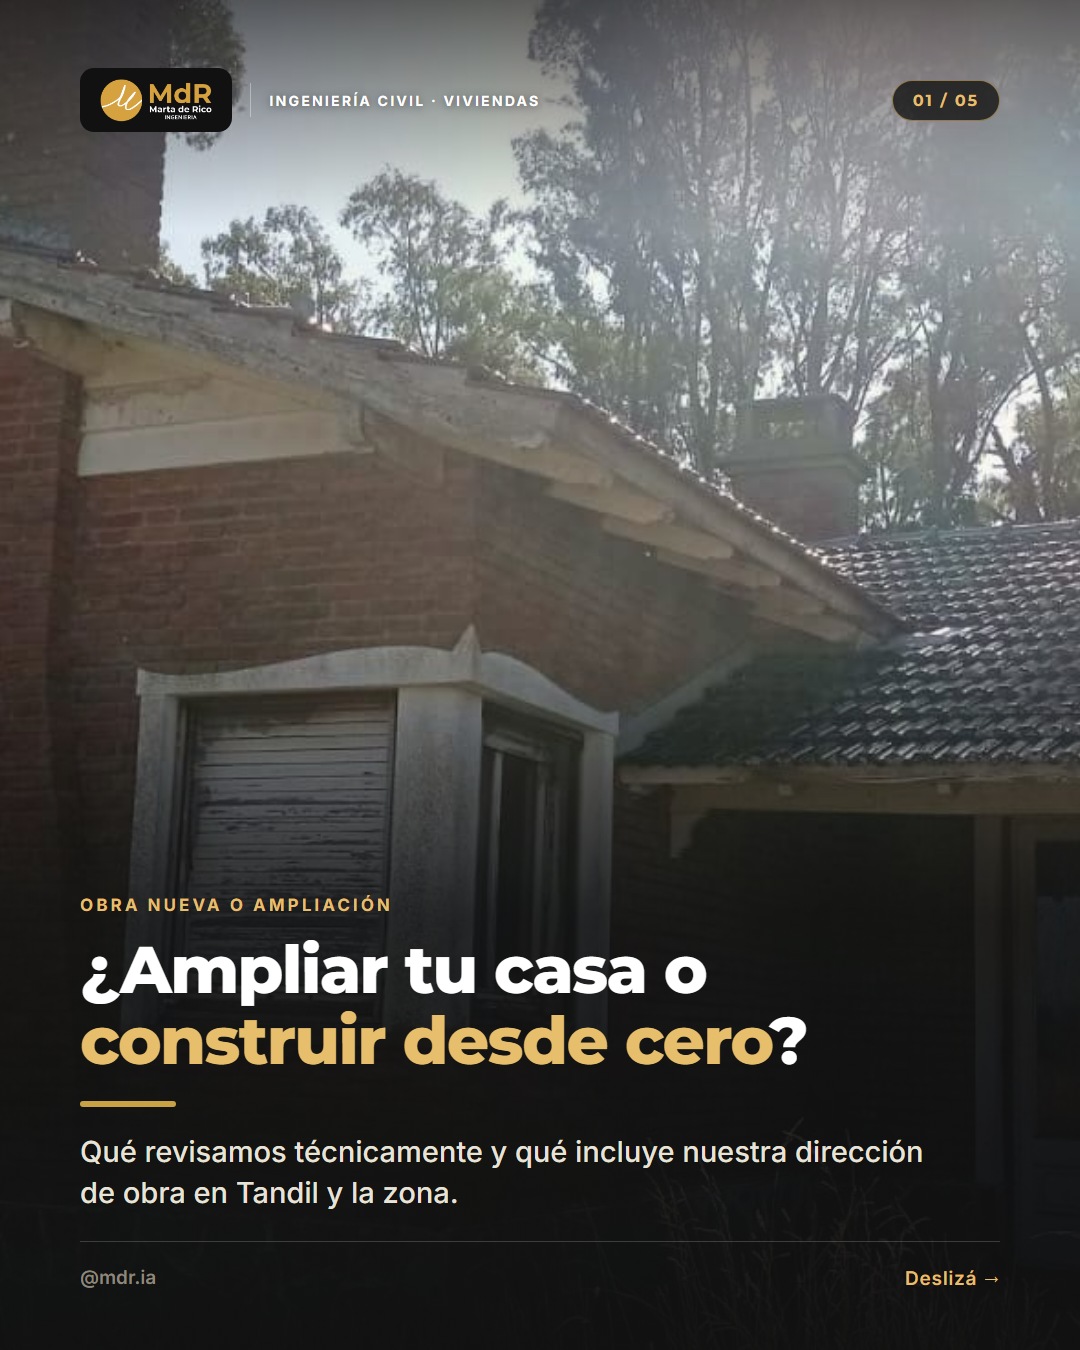 MdR
Marta de Rico
INGENIERIA
INGENIERÍA CIVIL · VIVIENDAS
01 / 05
OBRA NUEVA O AMPLIACIÓN
¿Ampliar tu casa o
construir desde cero?
Qué revisamos técnicamente y qué incluye nuestra dirección
de obra en Tandil y la zona.
@mdr.ia
Deslizá →